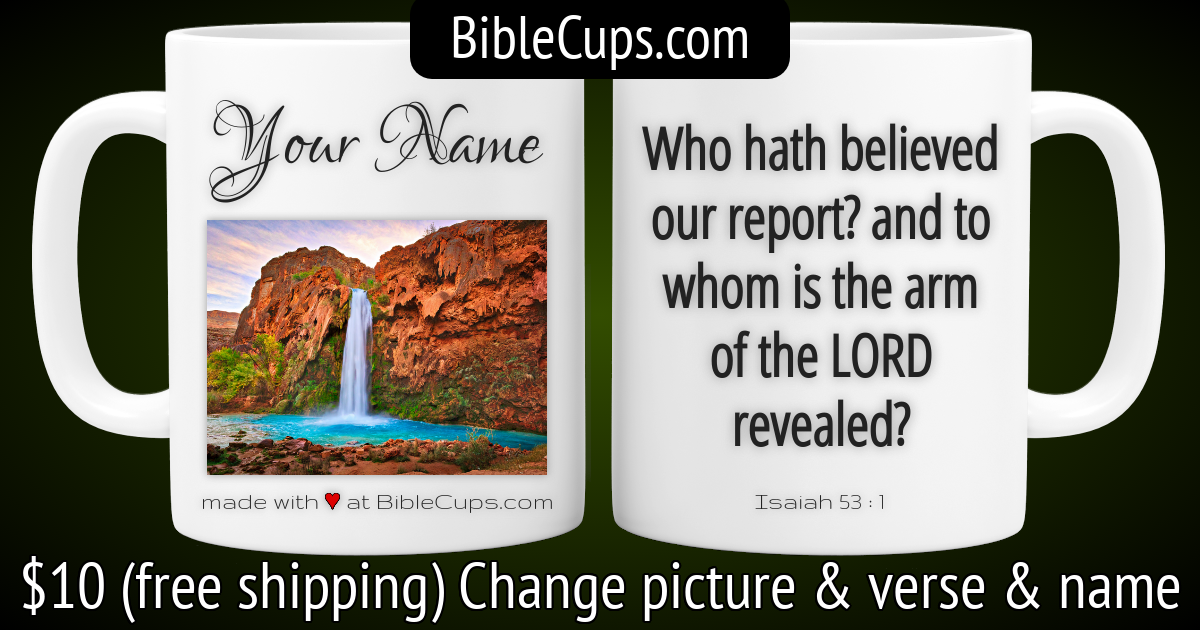 BibleCups.com
Your Name
made with ♥ at BibleCups.com
Who hath believed
our report? and to
whom is the arm
of the LORD
revealed?
Isaiah 53 : 1
$10 (free shipping) Change picture & verse & name